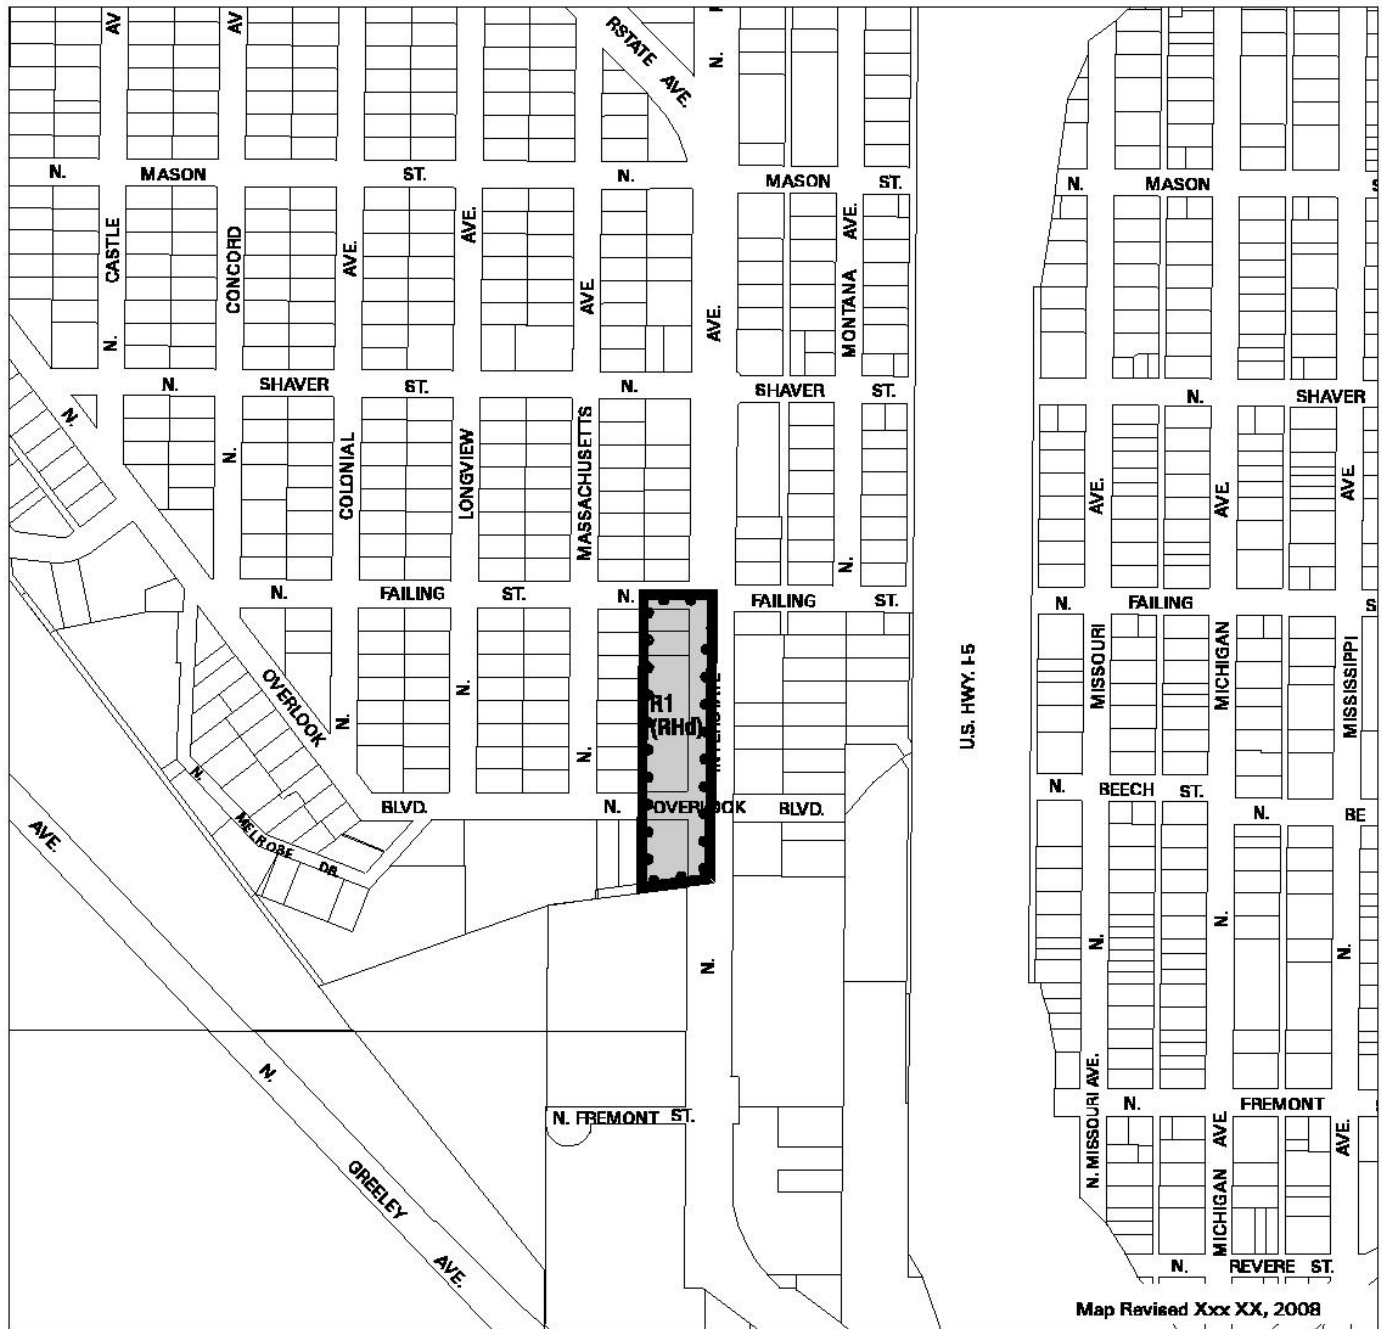 AV
AV
RSTATE AVE.
N.
N. MASON ST. N. MASON ST. N. MASON
CASTLE
N.
CONCORD
AVE.
AVE.
AVE.
AVE.
AVE.
MONTANA
N. SHAVER ST. N. SHAVER ST. N. SHAVER
N.
N.
COLONIAL
LONGVIEW
MASSACHUSETTS
N.
AVE.
AVE.
AVE.
N. FAILING ST. N. FAILING ST. N. FAILING
OVERLOOK
N.
N.
N.
R1
(RHd)
U.S. HWY. I-5
MISSOURI
MICHIGAN
MISSISSIPPI
BLVD. N. OVERLOOK BLVD.
N. BEECH ST. N. BE
N. MELROSE DR.
AVE.
N.
N.
N.
N.
N. GREELEY AVE.
N. FREMONT ST. N. FREMONT
N. MISSOURI AVE.
MICHIGAN AVE.
AVE.
N. REVERE ST.
Map Revised Xxx XX, 2008